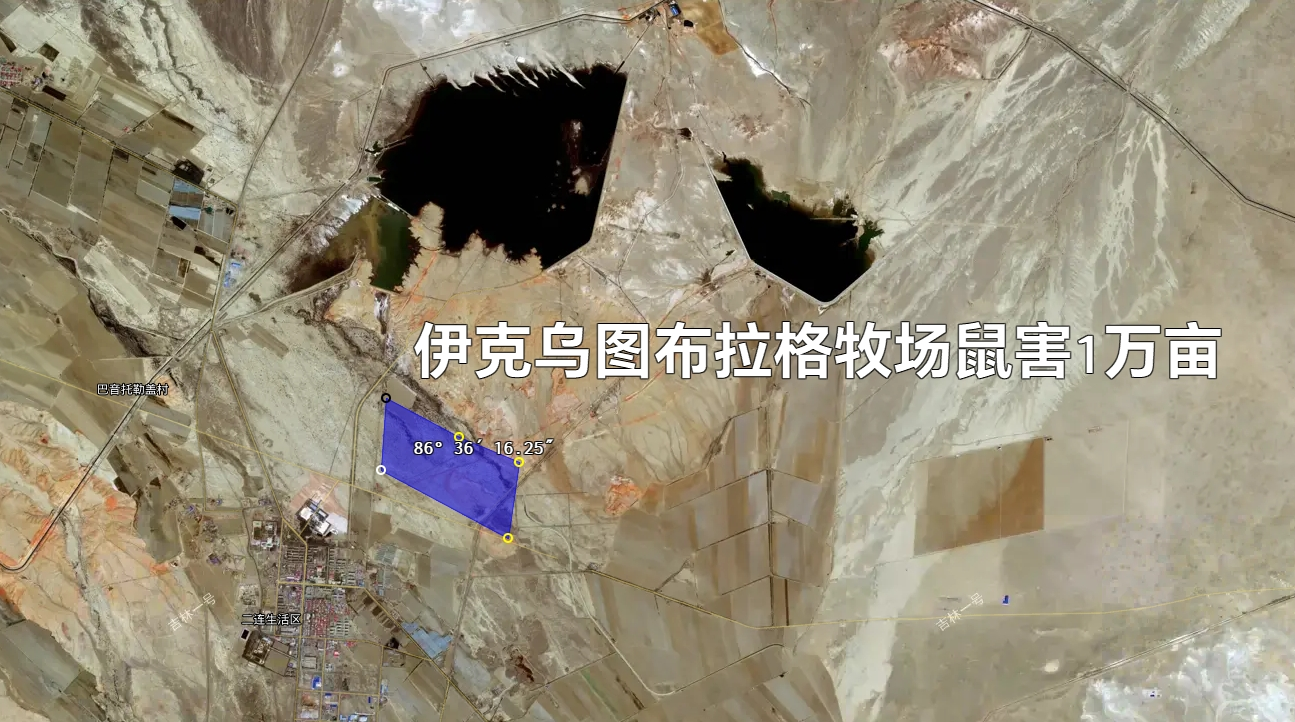 伊克乌图布拉格牧场鼠害1万亩
巴音托勒盖村
86° 36′ 16.25″
二连生活区
吉林一号
吉林一号